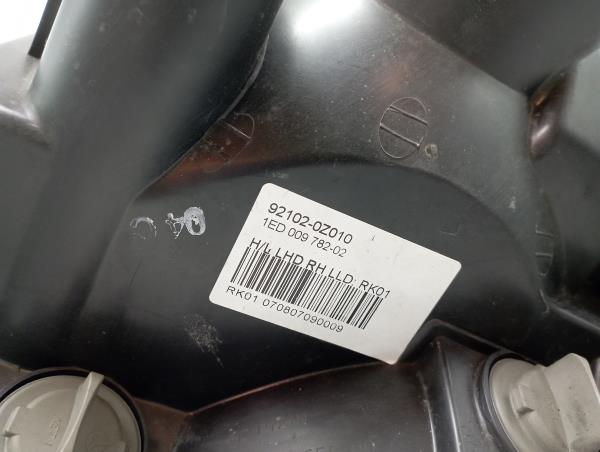 92102-0Z010
1ED 009 782-02
H/L LHD RH LLD, RK01
RK01 070807090009